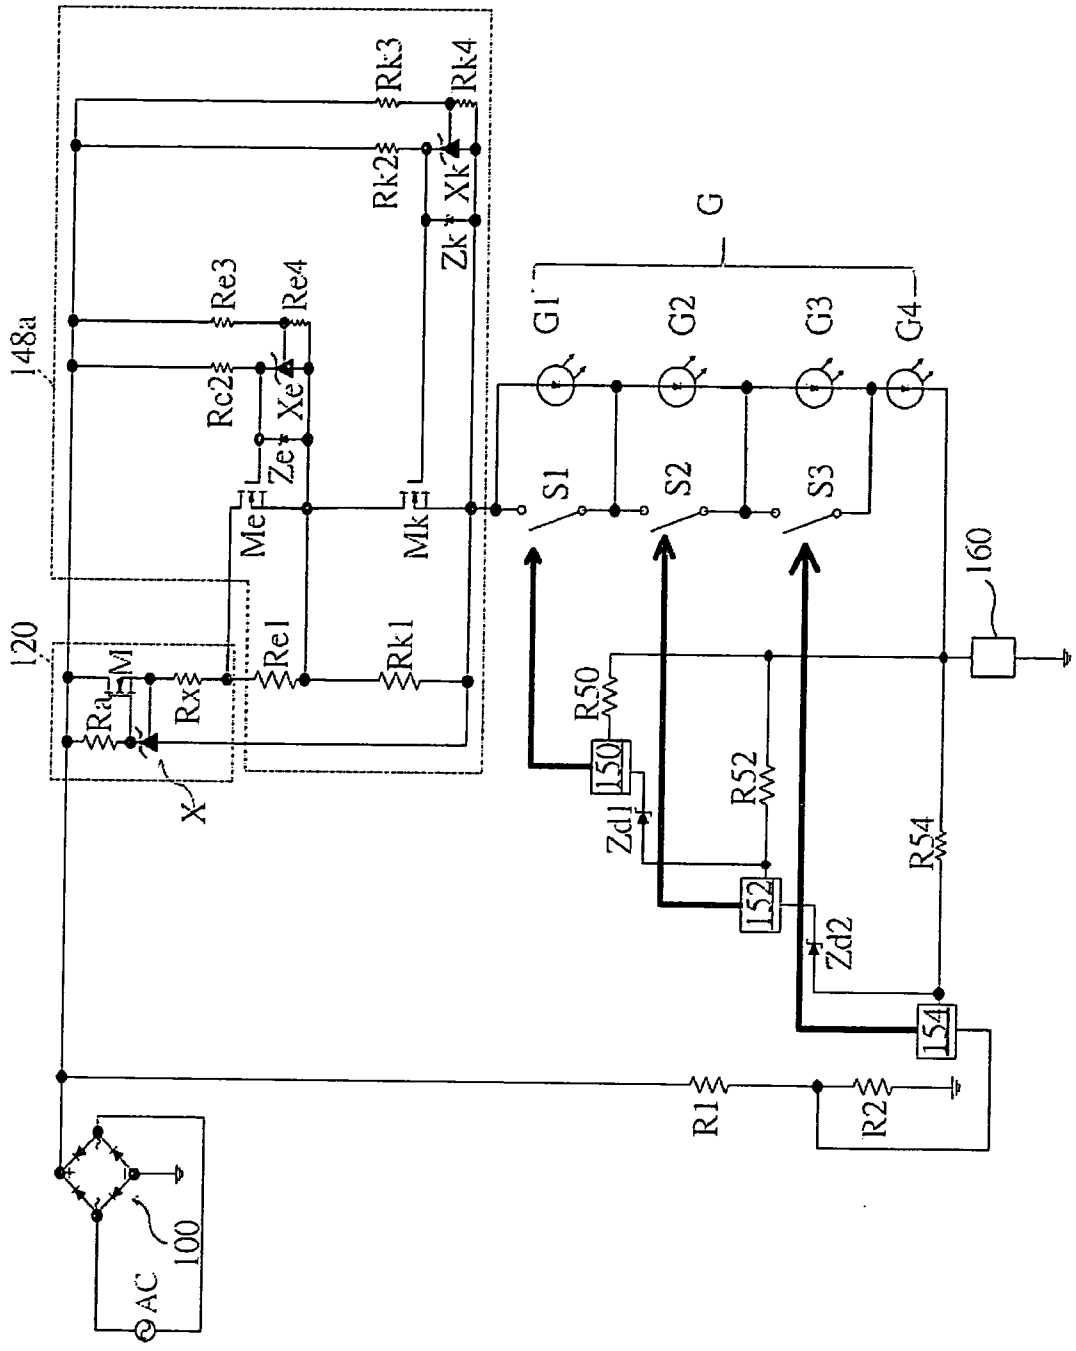 148a
120
Ra
M
Rx
X
Re1
Rk1
Me
Ze
Xe
Rc2
Re3
Re4
Mk
Zk
Xk
Rk2
Rk3
Rk4
AC
100
~
+
~
R1
R2
S1
S2
S3
G1
G2
G3
G4
G
150
R50
Zd1
152
R52
Zd2
154
R54
160